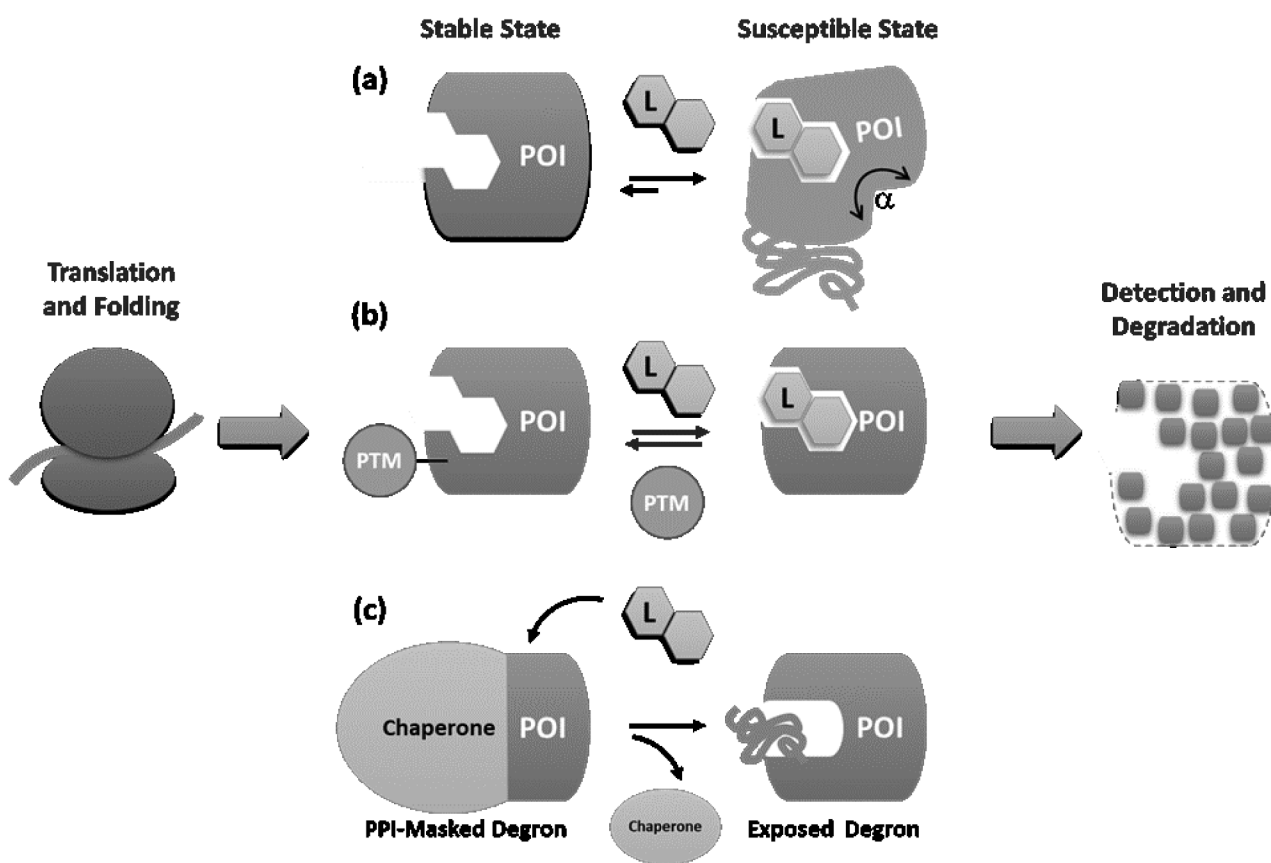 Stable State
Susceptible State
(a)
L
POI
L
POI
α
Translation
and Folding
(b)
L
POI
PTM
PTM
L
POI
Detection and
Degradation
(c)
L
Chaperone
POI
POI
Chaperone
PPI-Masked Degron
Exposed Degron